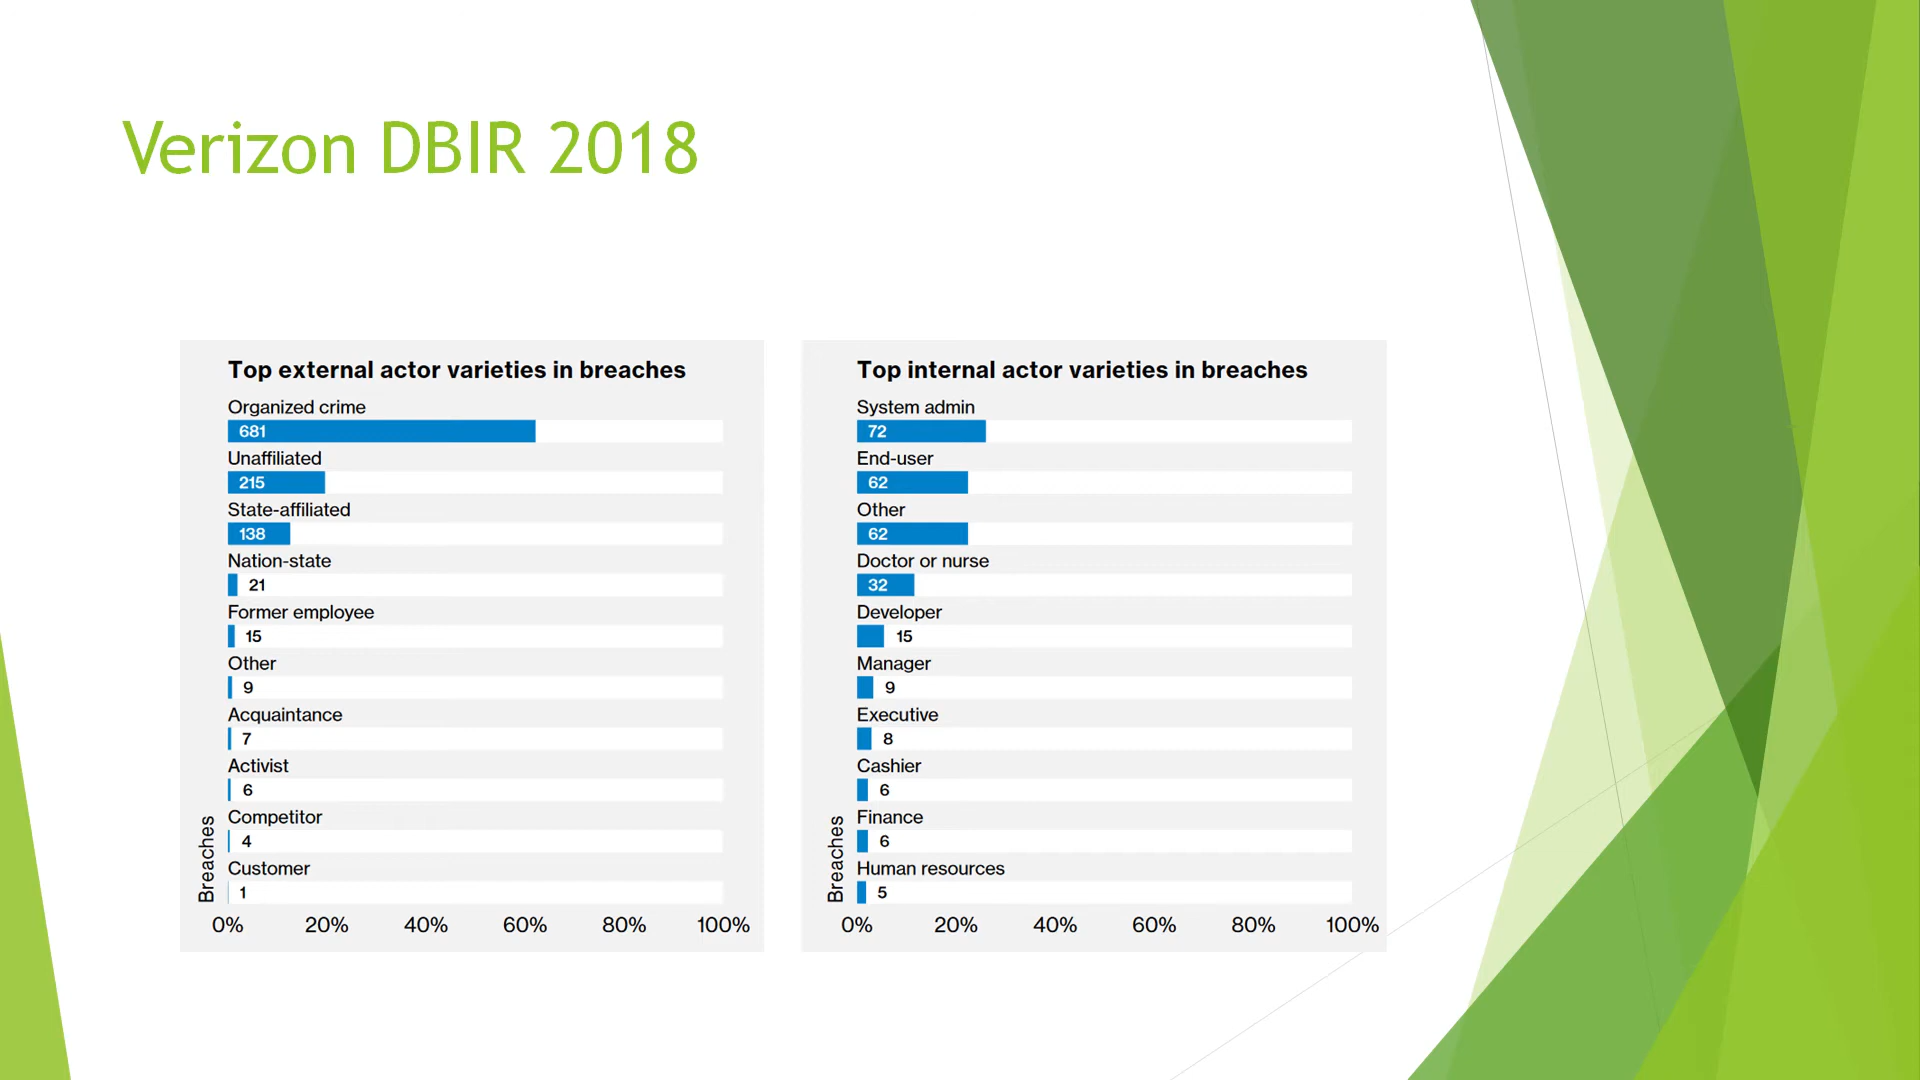 Verizon DBIR 2018
Top external actor varieties in breaches
Organized crime
681
Unaffiliated
215
State-affiliated
138
Nation-state
21
Former employee
15
Other
9
Acquaintance
7
Activist
6
Competitor
4
Customer
1
Breaches
0% 20% 40% 60% 80% 100%
Top internal actor varieties in breaches
System admin
72
End-user
62
Other
62
Doctor or nurse
32
Developer
15
Manager
9
Executive
8
Cashier
6
Finance
6
Human resources
5
Breaches
0% 20% 40% 60% 80% 100%